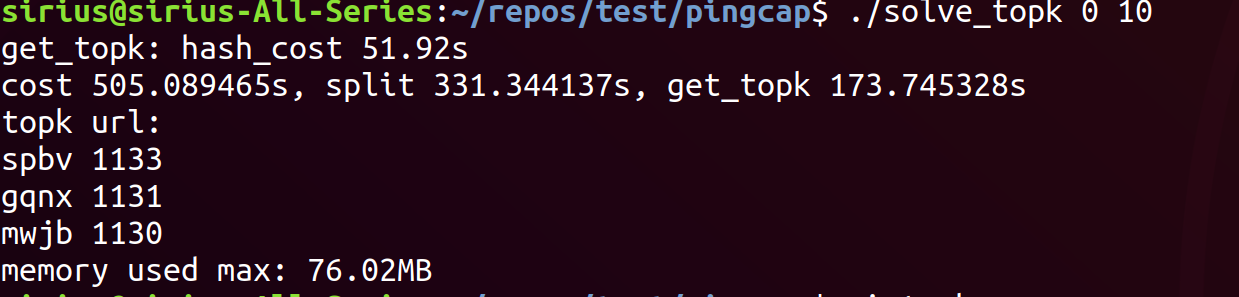 sirius@sirius-All-Series:~/repos/test/pingcap$ ./solve_topk 0 10
get_topk: hash_cost 51.92s
cost 505.089465s, split 331.344137s, get_topk 173.745328s
topk url:
spbv 1133
gqnx 1131
mwjb 1130
memory used max: 76.02MB